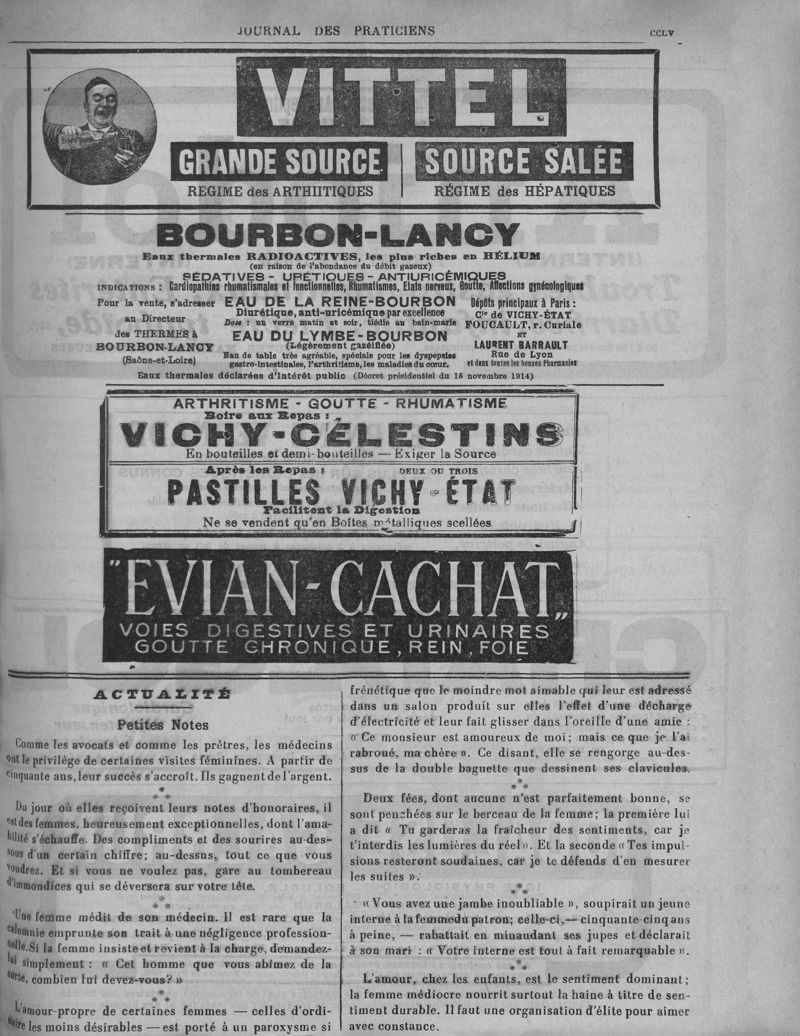 JOURNAL DES PRATICIENS
CCLV
VITTEL
GRANDE SOURCE
REGIME des ARTHITIQUES
SOURCE SALÉE
RÉGIME des HÉPATIQUES
BOURBON-LANCY
Eaux thermales RADIOACTIVES, les plus riches en HÉLIUM
(en raison de l'abondance du débit gazeux)
SÉDATIVES - URÉTIQUES - ANTIURICÉMIQUES
INDICATIONS : Cardiopathies rhumatismales et fonctionnelles, Rhumatismes, Etats nerveux, Goutte, Affections gynécologiques
Pour la vente, s'adresser
au Directeur
des THERMES à
BOURBON-LANCY
(Saône-et-Loire)
EAU DE LA REINE-BOURBON
Diurétique, anti-uricémique par excellence
Dose : un verre matin et soir, tiédie au bain-marie
EAU DU LYMBE-BOURBON
(Légèrement gazéifiée)
Eau de table très agréable, spéciale pour les dyspepsies
gastro-intestinales, l'arthritisme, les maladies du cœur.
Dépôts principaux à Paris :
Cie de VICHY-ÉTAT
FOUCAULT, r. Curiale
ET
LAURENT BARRAULT
Rue de Lyon
et dans toutes les bonnes Pharmacies
Eaux thermales déclarées d'Intérêt public (Décret présidentiel du 15 novembre 1914)
ARTHRITISME - GOUTTE - RHUMATISME
Boire aux Repas :
VICHY-CÉLESTINS
En bouteilles et demi-bouteilles — Exiger la Source
Après les Repas : DEUX OU TROIS
PASTILLES VICHY-ÉTAT
Facilitent la Digestion
Ne se vendent qu'en Boîtes métalliques scellées
"EVIAN-CACHAT„
VOIES DIGESTIVES ET URINAIRES
GOUTTE CHRONIQUE, REIN, FOIE
ACTUALITÉ
Petites Notes
Comme les avocats et comme les prêtres, les médecins
ont le privilège de certaines visites féminines. A partir de
cinquante ans, leur succès s'accroît. Ils gagnent de l'argent.
*
* *
Du jour où elles reçoivent leurs notes d'honoraires, il
est des femmes, heureusement exceptionnelles, dont l'ama-
bilité s'échauffe. Des compliments et des sourires au-des-
sous d'un certain chiffre; au-dessus, tout ce que vous
voudrez. Et si vous ne voulez pas, gare au tombereau
d'immondices qui se déversera sur votre tête.
*
* *
Une femme médit de son médecin. Il est rare que la
calomnie emprunte son trait à une négligence profession-
nelle. Si la femme insiste et revient à la charge, demandez-
lui simplement : « Cet homme que vous abîmez de la
sorte, combien lui devez-vous? »
*
* *
L'amour-propre de certaines femmes — celles d'ordi-
naire les moins désirables — est porté à un paroxysme si
frénétique que le moindre mot aimable qui leur est adressé
dans un salon produit sur elles l'effet d'une décharge
d'électricité et leur fait glisser dans l'oreille d'une amie :
« Ce monsieur est amoureux de moi; mais ce que je l'ai
rabroué, ma chère ». Ce disant, elle se rengorge au-des-
sus de la double baguette que dessinent ses clavicules.
*
* *
Deux fées, dont aucune n'est parfaitement bonne, se
sont penchées sur le berceau de la femme; la première lui
a dit « Tu garderas la fraîcheur des sentiments, car je
t'interdis les lumières du réel». Et la seconde « Tes impul-
sions resteront soudaines, car je te défends d'en mesurer
les suites ».
*
* *
« Vous avez une jambe inoubliable », soupirait un jeune
interne à la femme du patron; celle-ci, — cinquante-cinq ans
à peine, — rabattait en minaudant ses jupes et déclarait
à son mari : « Votre interne est tout à fait remarquable ».
*
* *
L'amour, chez les enfants, est le sentiment dominant;
la femme médiocre nourrit surtout la haine à titre de sen-
timent durable. Il faut une organisation d'élite pour aimer
avec constance.